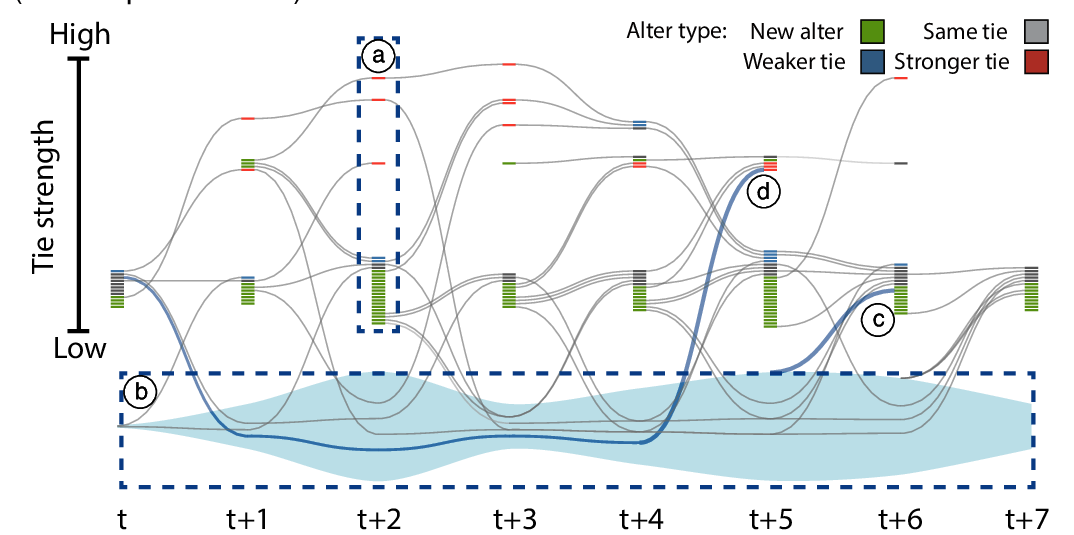 High
Alter type: New alter Same tie
Weaker tie Stronger tie
a
Tie strength
d
c
Low
b
t t+1 t+2 t+3 t+4 t+5 t+6 t+7